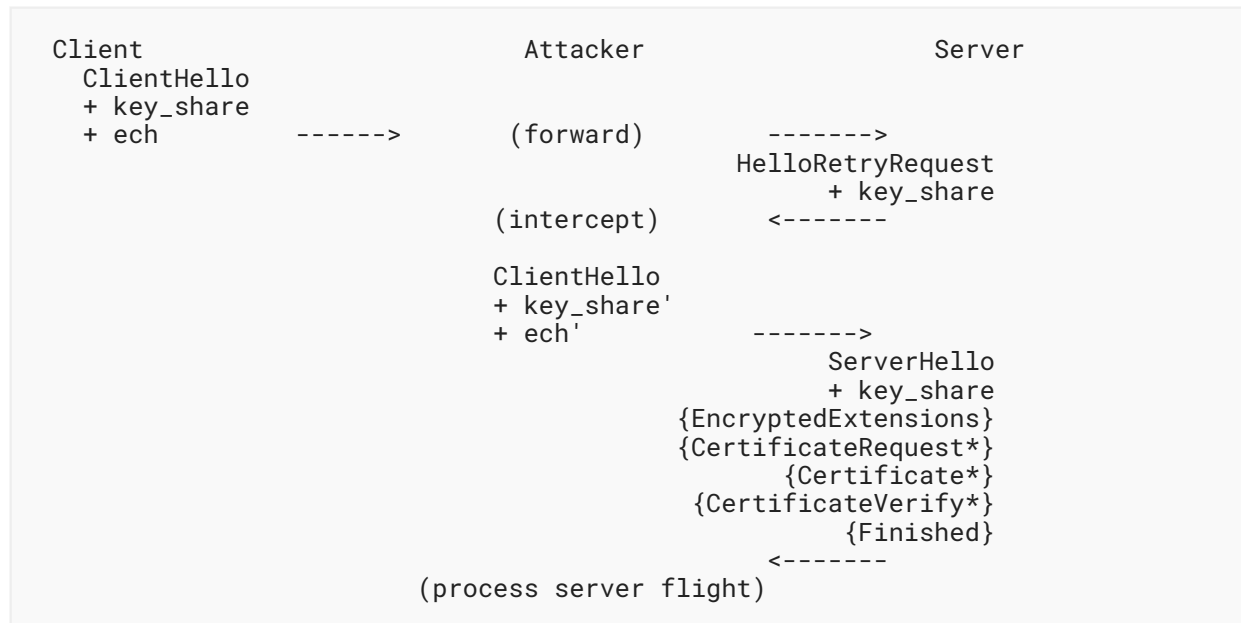 Client Attacker Server
ClientHello
+ key_share
+ ech ------> (forward) ------->
HelloRetryRequest
+ key_share
(intercept) <-------
ClientHello
+ key_share'
+ ech' ------->
ServerHello
+ key_share
{EncryptedExtensions}
{CertificateRequest*}
{Certificate*}
{CertificateVerify*}
{Finished}
<-------
(process server flight)